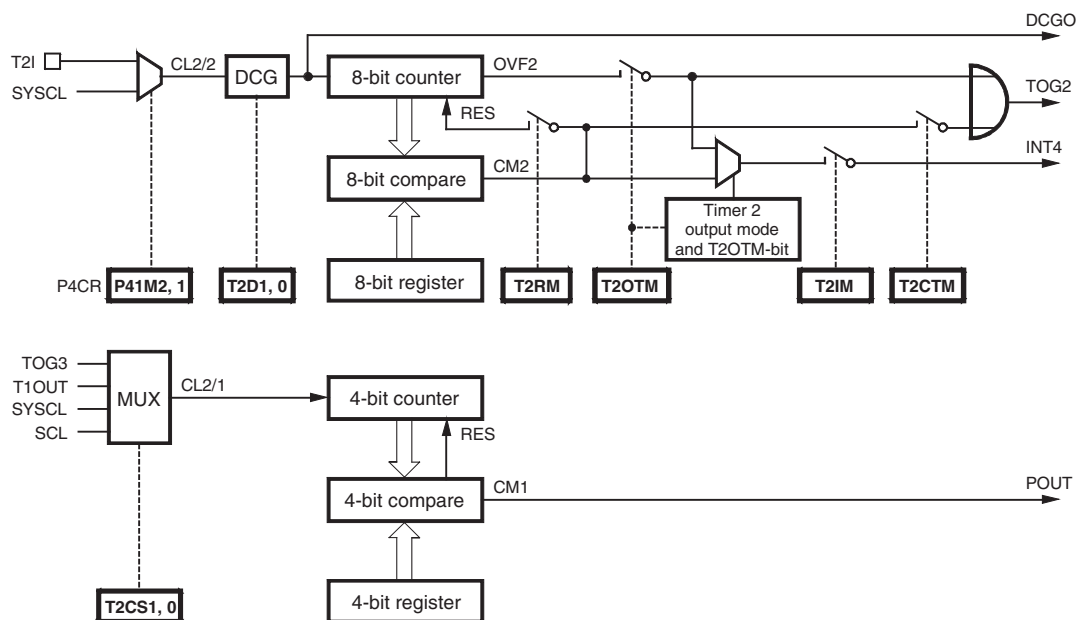 DCGO
T2I
CL2/2
DCG
8-bit counter
OVF2
TOG2
SYSCL
RES
INT4
8-bit compare
CM2
Timer 2
output mode
and T2OTM-bit
P4CR
P41M2, 1
T2D1, 0
8-bit register
T2RM
T2OTM
T2IM
T2CTM
TOG3
T1OUT
SYSCL
SCL
MUX
CL2/1
4-bit counter
RES
4-bit compare
CM1
POUT
T2CS1, 0
4-bit register